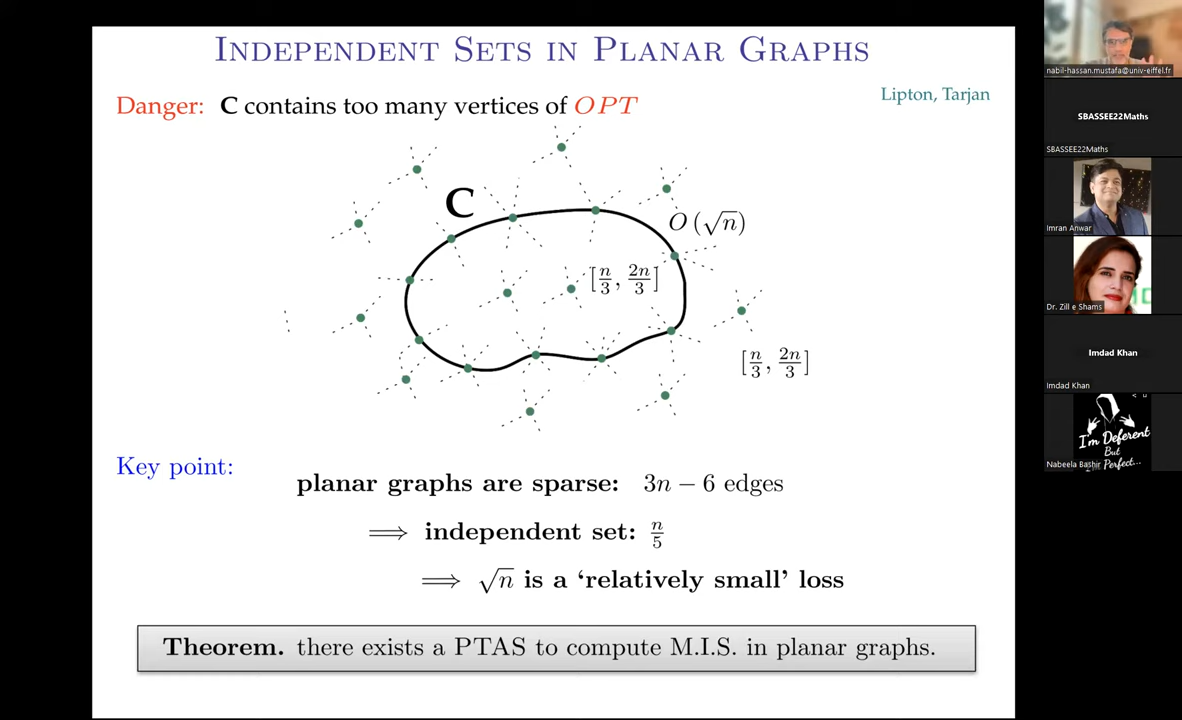 INDEPENDENT SETS IN PLANAR GRAPHS
Danger: C contains too many vertices of OPT
Lipton, Tarjan
C
O(√n)
[n/3, 2n/3]
[n/3, 2n/3]
Key point:
planar graphs are sparse: 3n − 6 edges
⟹ independent set: n/5
⟹ √n is a ‘relatively small’ loss
Theorem. there exists a PTAS to compute M.I.S. in planar graphs.
nabil-hassan.mustafa@univ-eiffel.fr
SBASSEE22Maths
SBASSEE22Maths
Imran Anwar
Dr. Zill e Shams
Imdad Khan
Imdad Khan
I'm Deferent
But
Perfect...
Nabeela Bashir